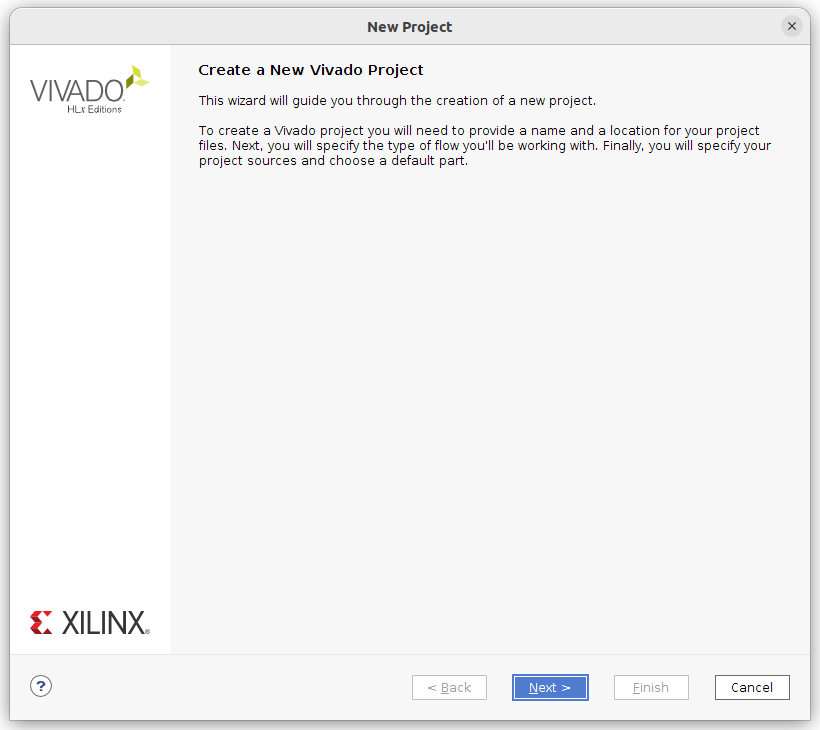 New Project
VIVADO.
HLx Editions
Create a New Vivado Project
This wizard will guide you through the creation of a new project.
To create a Vivado project you will need to provide a name and a location for your project
files. Next, you will specify the type of flow you'll be working with. Finally, you will specify your
project sources and choose a default part.
XILINX®
?
< Back
Next >
Finish
Cancel